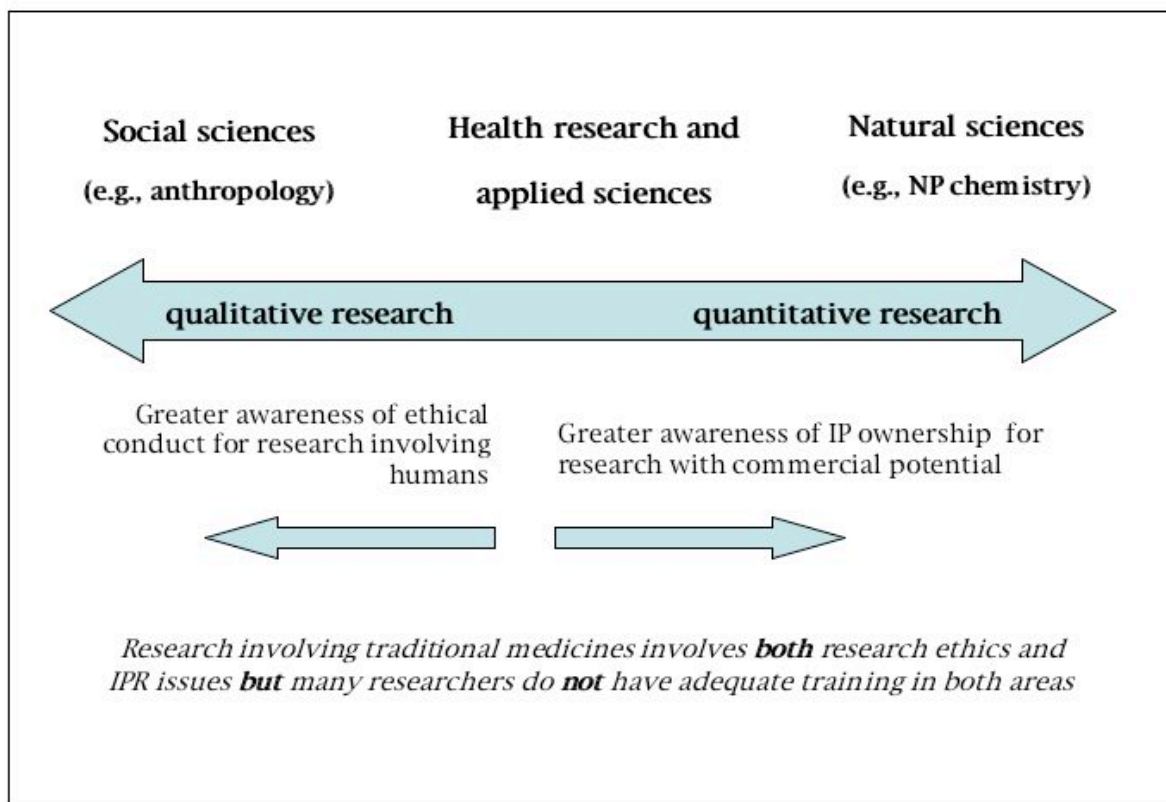 Social sciences
(e.g., anthropology)
Health research and
applied sciences
Natural sciences
(e.g., NP chemistry)
qualitative research
quantitative research
Greater awareness of ethical
conduct for research involving
humans
Greater awareness of IP ownership for
research with commercial potential
Research involving traditional medicines involves both research ethics and
IPR issues but many researchers do not have adequate training in both areas